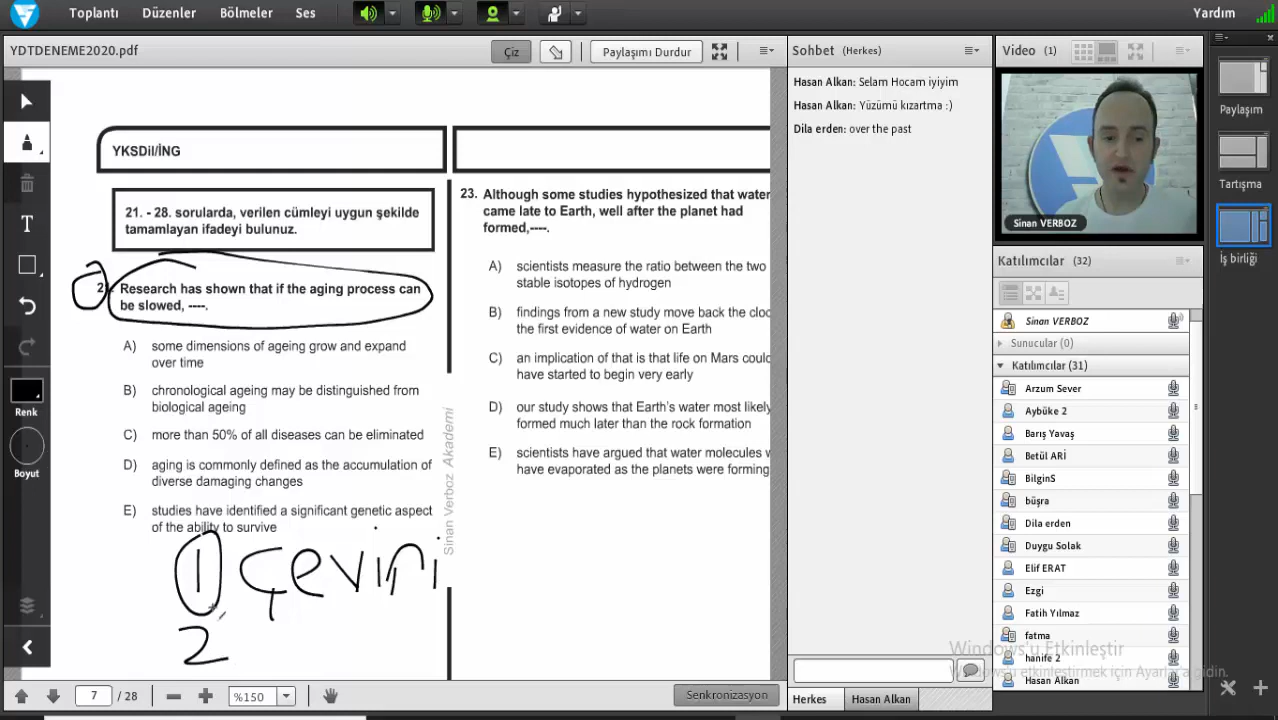 Toplantı Düzenler Bölmeler Ses Yardım
YDTDENEME2020.pdf
Çiz
Paylaşımı Durdur
Renk
Boyut
YKSDil/İNG
21. - 28. sorularda, verilen cümleyi uygun şekilde
tamamlayan ifadeyi bulunuz.
2
Research has shown that if the aging process can
be slowed, ----.
A) some dimensions of ageing grow and expand
over time
B) chronological ageing may be distinguished from
biological ageing
C) more than 50% of all diseases can be eliminated
D) aging is commonly defined as the accumulation of
diverse damaging changes
E) studies have identified a significant genetic aspect
of the ability to survive
1 çeviri
2
Sinan Verboz Akademi
23. Although some studies hypothesized that water
came late to Earth, well after the planet had
formed,----.
A) scientists measure the ratio between the two
stable isotopes of hydrogen
B) findings from a new study move back the cloc
the first evidence of water on Earth
C) an implication of that is that life on Mars could
have started to begin very early
D) our study shows that Earth's water most likely
formed much later than the rock formation
E) scientists have argued that water molecules w
have evaporated as the planets were forming
7 / 28
%150
Senkronizasyon
Sohbet (Herkes)
Hasan Alkan: Selam Hocam iyiyim
Hasan Alkan: Yüzümü kızartma :)
Dila erden: over the past
Herkes
Hasan Alkan
Video (1)
Sinan VERBOZ
Katılımcılar (32)
Sinan VERBOZ
Sunucular (0)
Katılımcılar (31)
Arzum Sever
Aybüke 2
Barış Yavaş
Betül ARİ
BilginS
büşra
Dila erden
Duygu Solak
Elif ERAT
Ezgi
Fatih Yılmaz
fatma
hanife 2
Hasan Alkan
Windows'u Etkinleştir
Windows'u etkinleştirmek için Ayarlar'a gidin.
Paylaşım
Tartışma
İş birliği